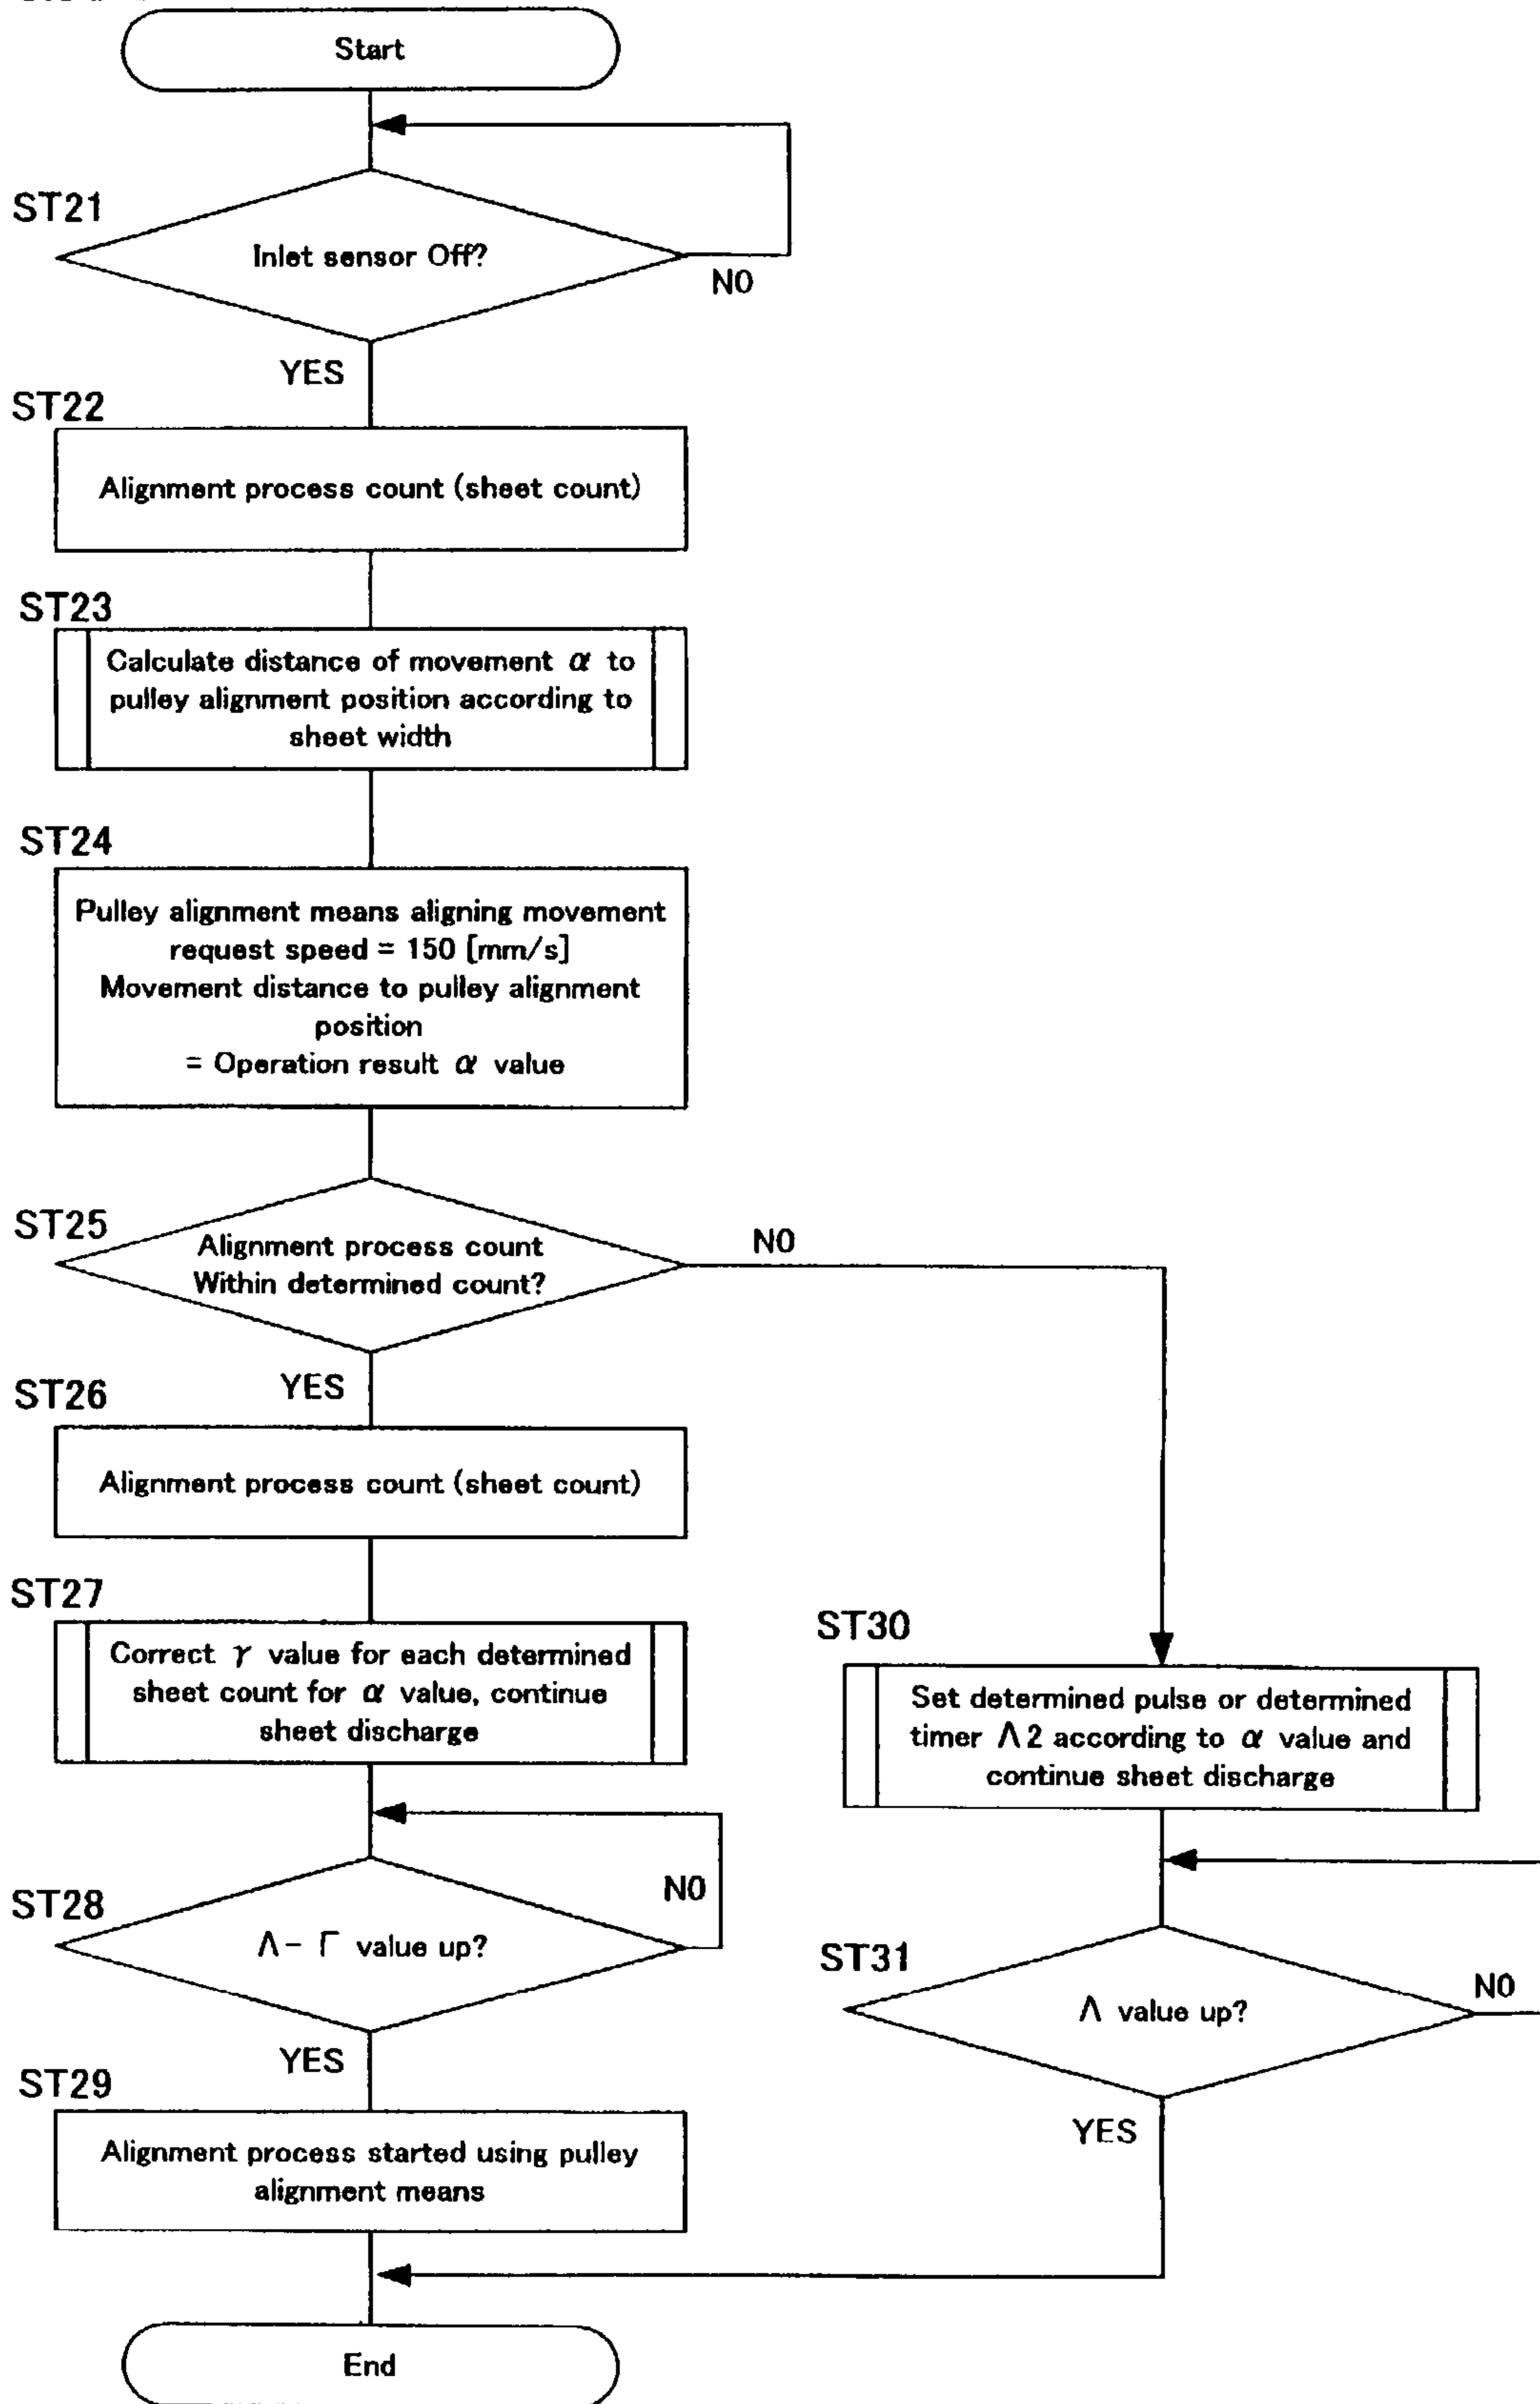 Start
ST21
Inlet sensor Off?
NO
YES
ST22
Alignment process count (sheet count)
ST23
Calculate distance of movement α to
pulley alignment position according to
sheet width
ST24
Pulley alignment means aligning movement
request speed = 150 [mm/s]
Movement distance to pulley alignment
position
= Operation result α value
ST25
Alignment process count
Within determined count?
NO
YES
ST26
Alignment process count (sheet count)
ST27
Correct γ value for each determined
sheet count for α value, continue
sheet discharge
ST28
Λ- Γ value up?
NO
YES
ST29
Alignment process started using pulley
alignment means
ST30
Set determined pulse or determined
timer Λ2 according to α value and
continue sheet discharge
ST31
Λ value up?
NO
YES
End